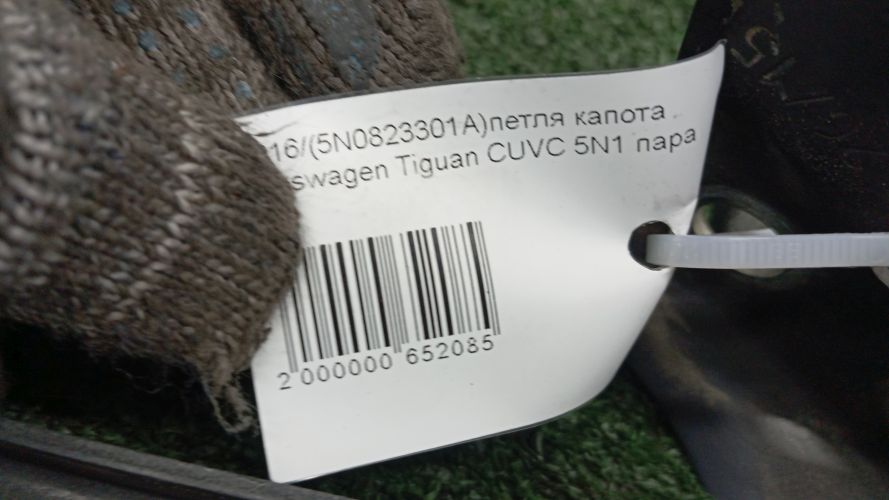 16/(5N0823301A)петля капота
swagen Tiguan CUVC 5N1 пара
2 000000 652085